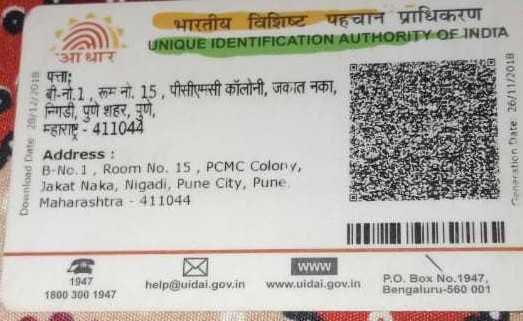 भारतीय विशिष्ट पहचान प्राधिकरण
UNIQUE IDENTIFICATION AUTHORITY OF INDIA
आधार
पत्ता:
बी-नो.1 , रूम नो. 15 , पीसीएमसी कॉलोनी, जकात नका,
निगडी, पुणे शहर, पुणे,
महाराष्ट्र - 411044
Address :
B-No.1 , Room No. 15 , PCMC Colony,
Jakat Naka, Nigadi, Pune City, Pune,
Maharashtra - 411044
Download Date : 28/12/2018
Generation Date : 26/11/2018
1947
1800 300 1947
help@uidai.gov.in
www
www.uidai.gov.in
P.O. Box No.1947,
Bengaluru-560 001